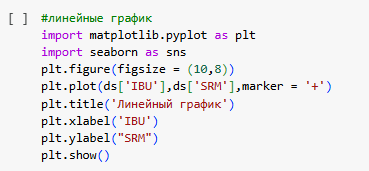 [ ] #линейные график
import matplotlib.pyplot as plt
import seaborn as sns
plt.figure(figsize = (10,8))
plt.plot(ds['IBU'],ds['SRM'],marker = '+')
plt.title('Линейный график')
plt.xlabel('IBU')
plt.ylabel("SRM")
plt.show()